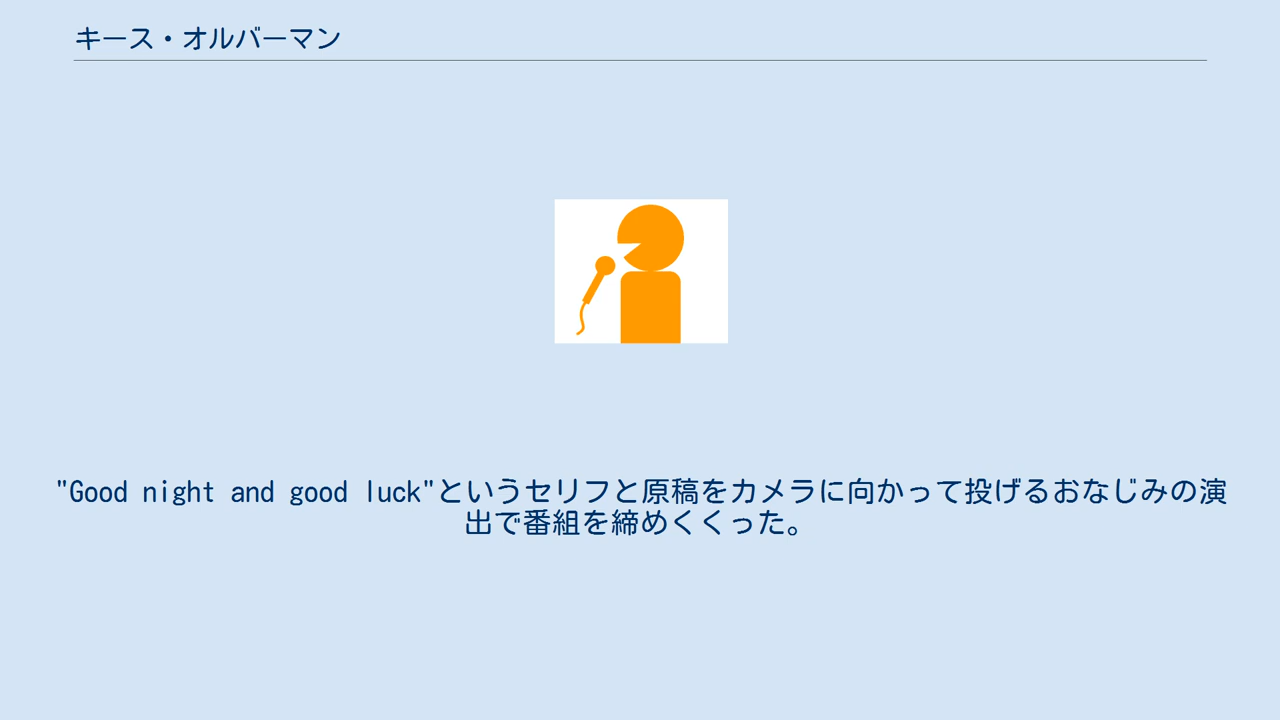 キース・オルバーマン
"Good night and good luck"というセリフと原稿をカメラに向かって投げるおなじみの演
出で番組を締めくくった。